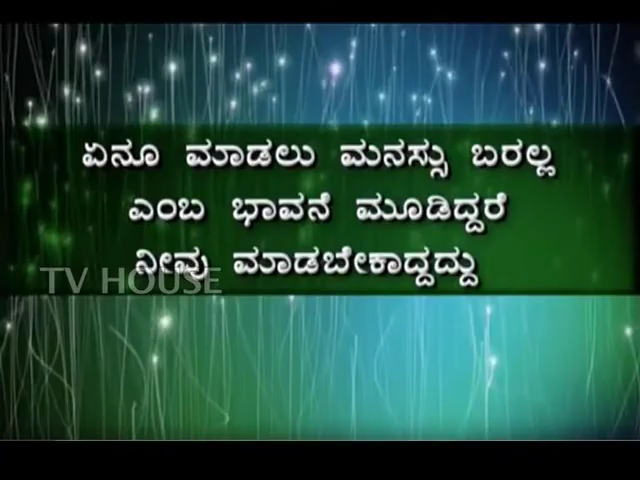 ಏನೂ ಮಾಡಲು ಮನಸ್ಸು ಬರಲ್ಲ
ಎಂಬ ಭಾವನೆ ಮೂಡಿದ್ದರೆ
ನೀವು ಮಾಡಬೇಕಾದ್ದದ್ದು
TV HOUSE